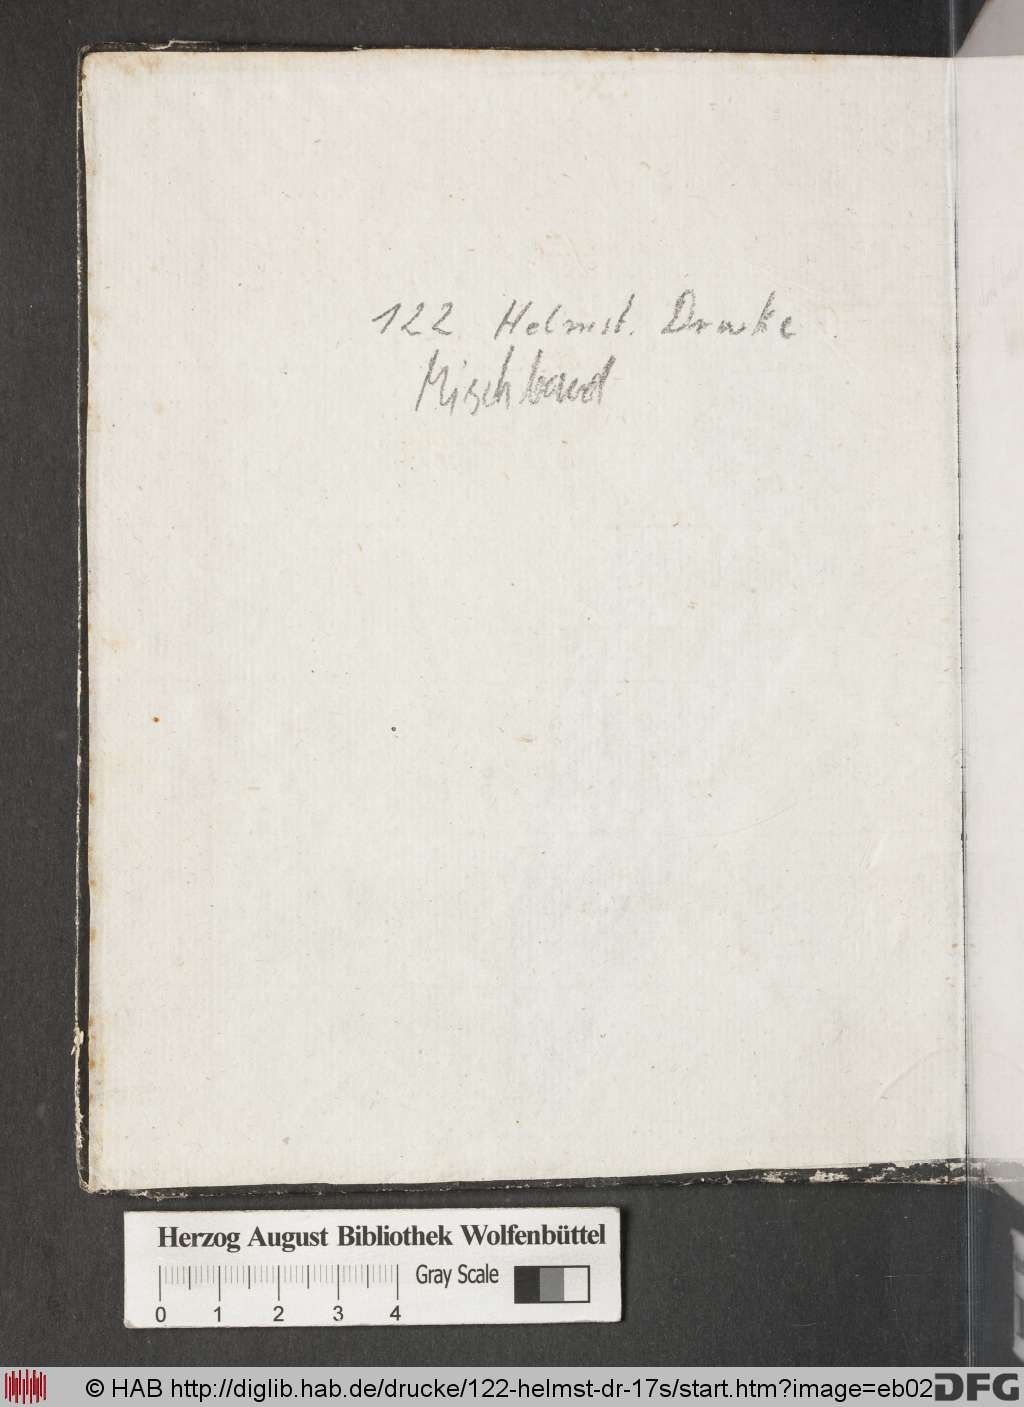 122 Helmst. Drucke
Mischband
Herzog August Bibliothek Wolfenbüttel
Gray Scale
0 1 2 3 4
© HAB http://diglib.hab.de/drucke/122-helmst-dr-17s/start.htm?image=eb02
DFG